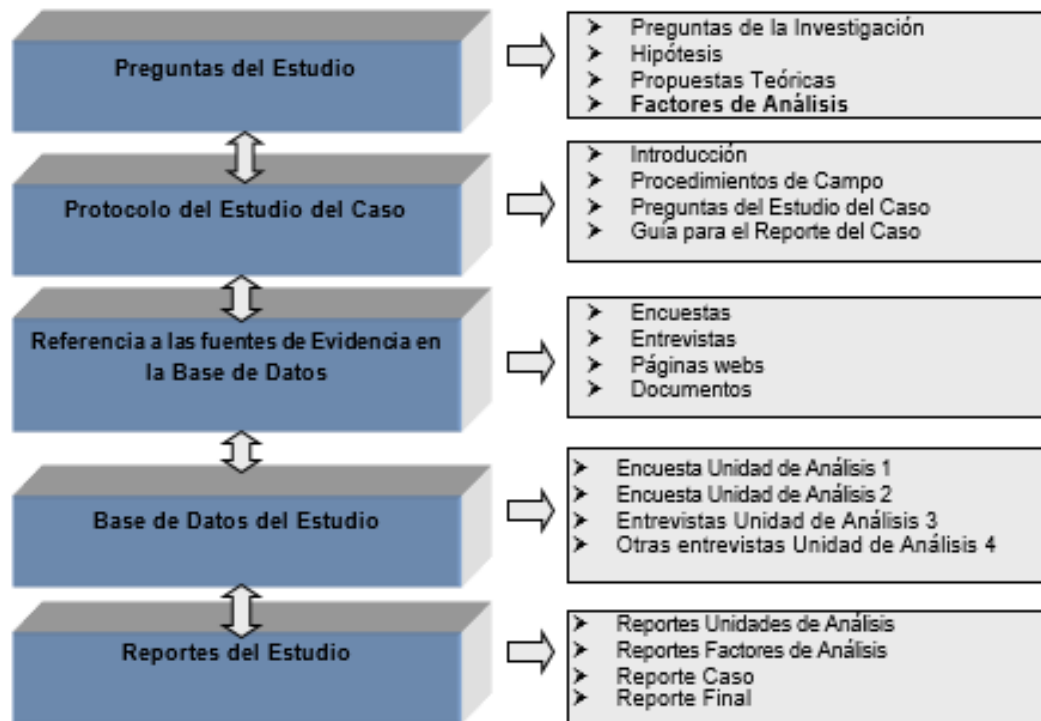 Preguntas del Estudio
➤ Preguntas de la Investigación
➤ Hipótesis
➤ Propuestas Teóricas
➤ Factores de Análisis
Protocolo del Estudio del Caso
➤ Introducción
➤ Procedimientos de Campo
➤ Preguntas del Estudio del Caso
➤ Guía para el Reporte del Caso
Referencia a las fuentes de Evidencia en
la Base de Datos
➤ Encuestas
➤ Entrevistas
➤ Páginas webs
➤ Documentos
Base de Datos del Estudio
➤ Encuesta Unidad de Análisis 1
➤ Encuesta Unidad de Análisis 2
➤ Entrevistas Unidad de Análisis 3
➤ Otras entrevistas Unidad de Análisis 4
Reportes del Estudio
➤ Reportes Unidades de Análisis
➤ Reportes Factores de Análisis
➤ Reporte Caso
➤ Reporte Final